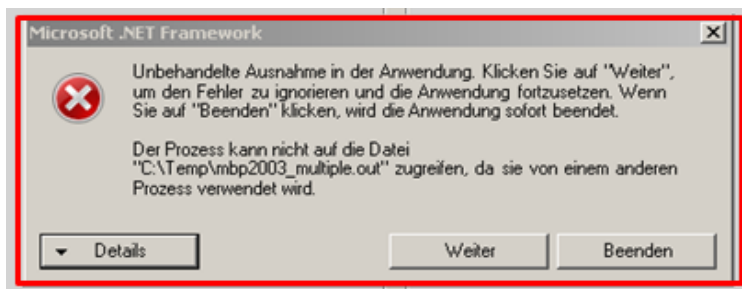 Microsoft .NET Framework
Unbehandelte Ausnahme in der Anwendung. Klicken Sie auf "Weiter",
um den Fehler zu ignorieren und die Anwendung fortzusetzen. Wenn
Sie auf "Beenden" klicken, wird die Anwendung sofort beendet.
Der Prozess kann nicht auf die Datei
"C:\Temp\mbp2003_multiple.out" zugreifen, da sie von einem anderen
Prozess verwendet wird.
Details
Weiter
Beenden